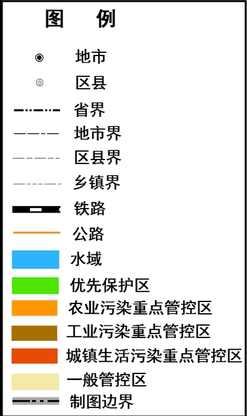 图 例
地市
区县
省界
地市界
区县界
乡镇界
铁路
公路
水域
优先保护区
农业污染重点管控区
工业污染重点管控区
城镇生活污染重点管控区
一般管控区
制图边界